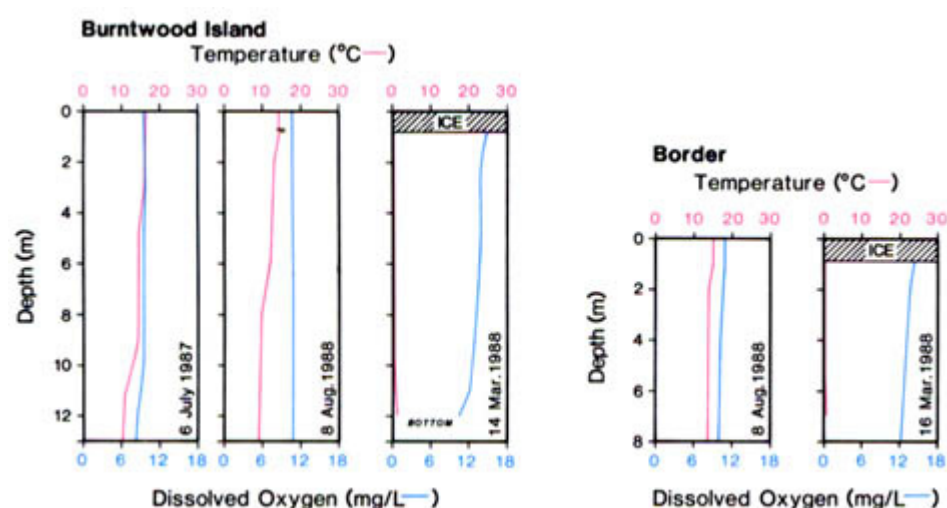 Burntwood Island
Temperature (°C—)
0 10 20 30 0 10 20 30 0 10 20 30
ICE
0
2
4
6
8
10
12
Depth (m)
6 July 1987
8 Aug. 1988
14 Mar. 1988
BOTTOM
0 6 12 18 0 6 12 18 0 6 12 18
Dissolved Oxygen (mg/L—)
Border
Temperature (°C—)
0 10 20 30 0 10 20 30
ICE
0
2
4
6
8
Depth (m)
8 Aug. 1988
16 Mar. 1988
0 6 12 18 0 6 12 18
Dissolved Oxygen (mg/L—)